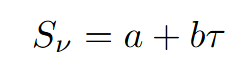 S_ν = a + bτ